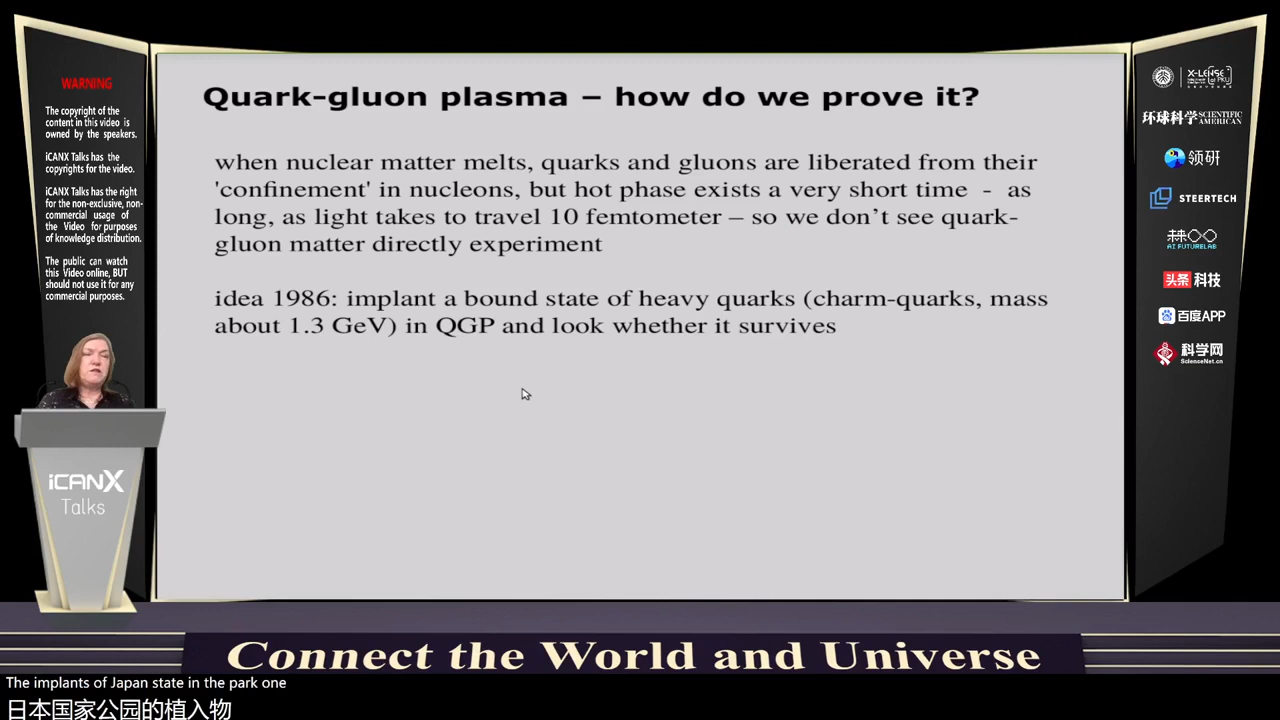 WARNING
The copyright of the
content in this video is
owned by the speakers.
iCANX Talks has the
copyrights for the video.
iCANX Talks has the right
for the non-exclusive, non-
commercial usage of
the Video for purposes
of knowledge distribution.
The public can watch
this Video online, BUT
should not use it for any
commercial purposes.
Quark-gluon plasma – how do we prove it?
when nuclear matter melts, quarks and gluons are liberated from their
'confinement' in nucleons, but hot phase exists a very short time - as
long, as light takes to travel 10 femtometer – so we don’t see quark-
gluon matter directly experiment
idea 1986: implant a bound state of heavy quarks (charm-quarks, mass
about 1.3 GeV) in QGP and look whether it survives
X-LENSE
环球科学 SCIENTIFIC
AMERICAN
领研
STEERTECH
AI FUTURELAB
头条 科技
百度APP
科学网
ScienceNet.cn
iCANX
Talks
Connect the World and Universe
The implants of Japan state in the park one
日本国家公园的植入物